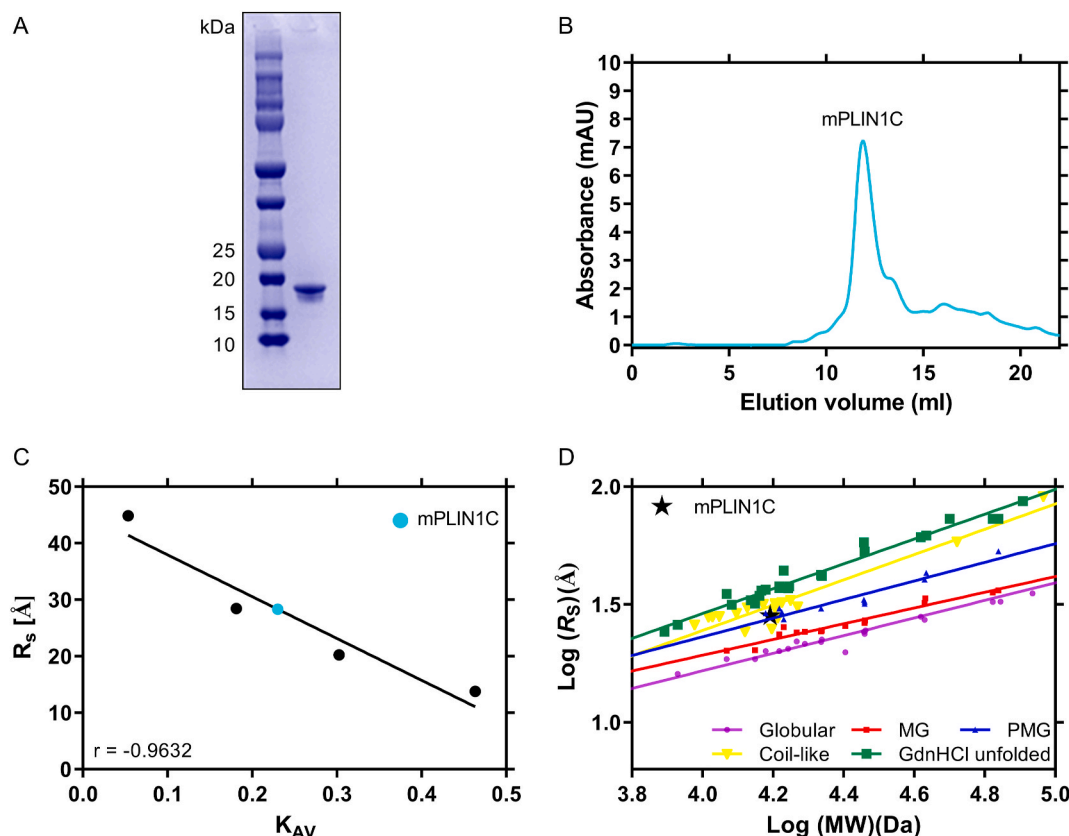 A
kDa
25
20
15
10
B
mPLIN1C
Absorbance (mAU)
10
9
8
7
6
5
4
3
2
1
0
0 5 10 15 20
Elution volume (ml)
C
Rs [Å]
50
40
30
20
10
0
mPLIN1C
r = -0.9632
0.0 0.1 0.2 0.3 0.4 0.5
KAV
D
Log (Rs)(Å)
2.0
1.5
1.0
mPLIN1C
Globular MG PMG
Coil-like GdnHCl unfolded
3.8 4.0 4.2 4.4 4.6 4.8 5.0
Log (MW)(Da)